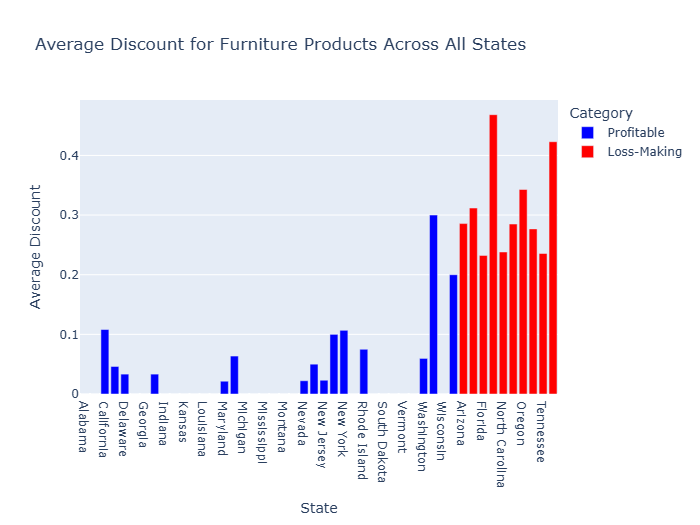 Average Discount for Furniture Products Across All States
Category
Profitable
Loss-Making
Average Discount
0.4
0.3
0.2
0.1
0
Alabama
California
Delaware
Georgia
Indiana
Kansas
Louisiana
Maryland
Michigan
Mississippi
Montana
Nevada
New Jersey
New York
Rhode Island
South Dakota
Vermont
Washington
Wisconsin
Arizona
Florida
North Carolina
Oregon
Tennessee
State